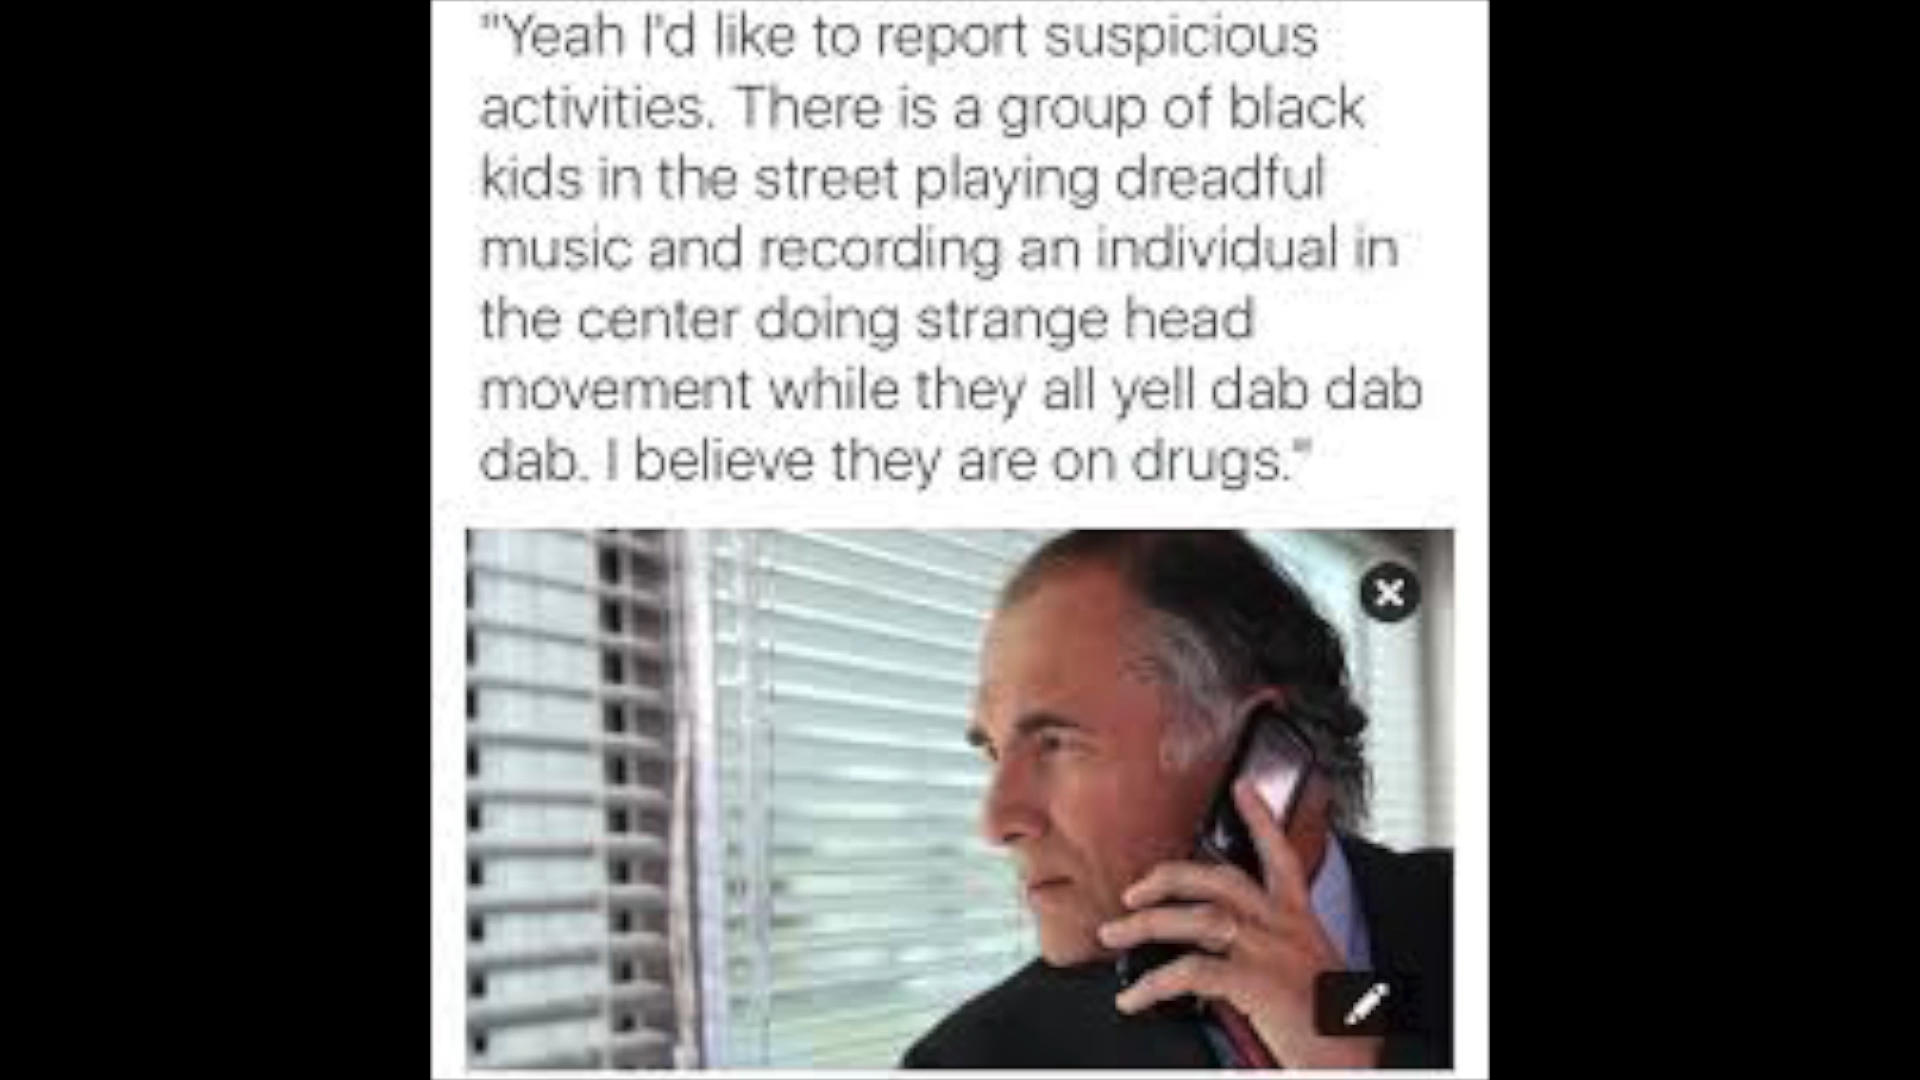 "Yeah I'd like to report suspicious
activities. There is a group of black
kids in the street playing dreadful
music and recording an individual in
the center doing strange head
movement while they all yell dab dab
dab. I believe they are on drugs."